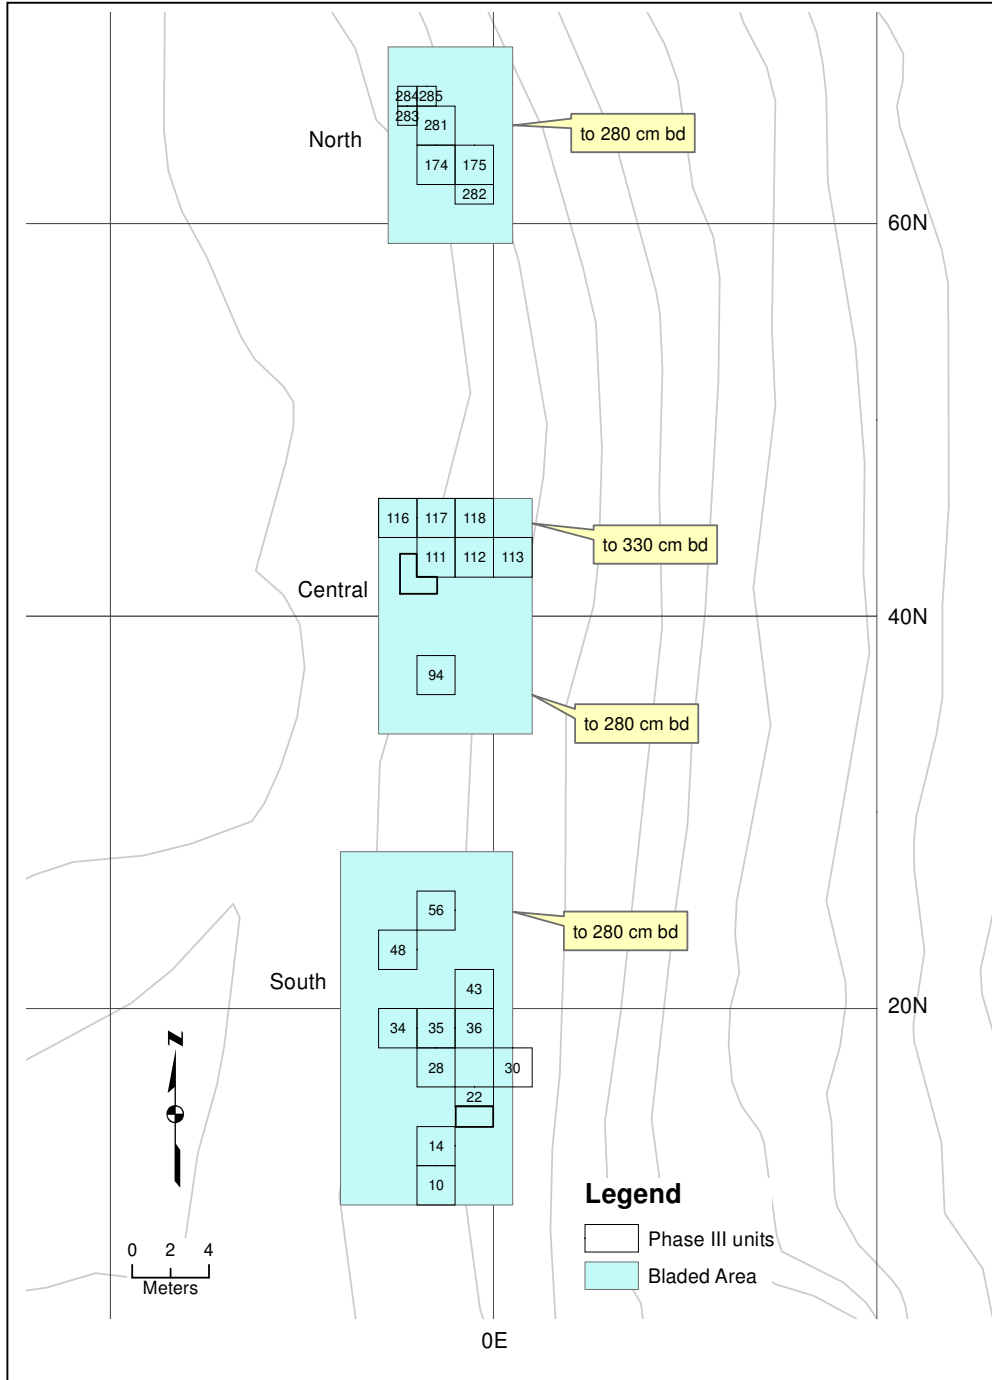 284 285
283
281
North
to 280 cm bd
174 175
282
60N
116 117 118
to 330 cm bd
111 112 113
Central
40N
94
to 280 cm bd
56
to 280 cm bd
48
South
43
20N
34 35 36
28 30
22
14
10
N
Legend
Phase III units
Bladed Area
0 2 4
Meters
0E